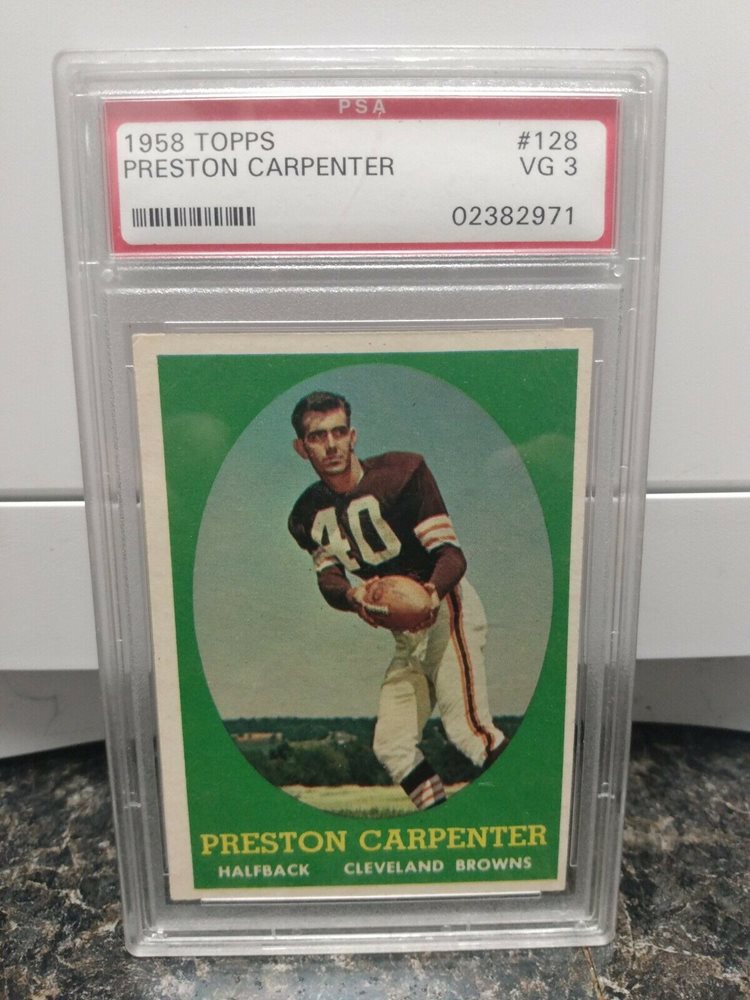 PSA
1958 TOPPS #128
PRESTON CARPENTER VG 3
02382971
40
PRESTON CARPENTER
HALFBACK CLEVELAND BROWNS